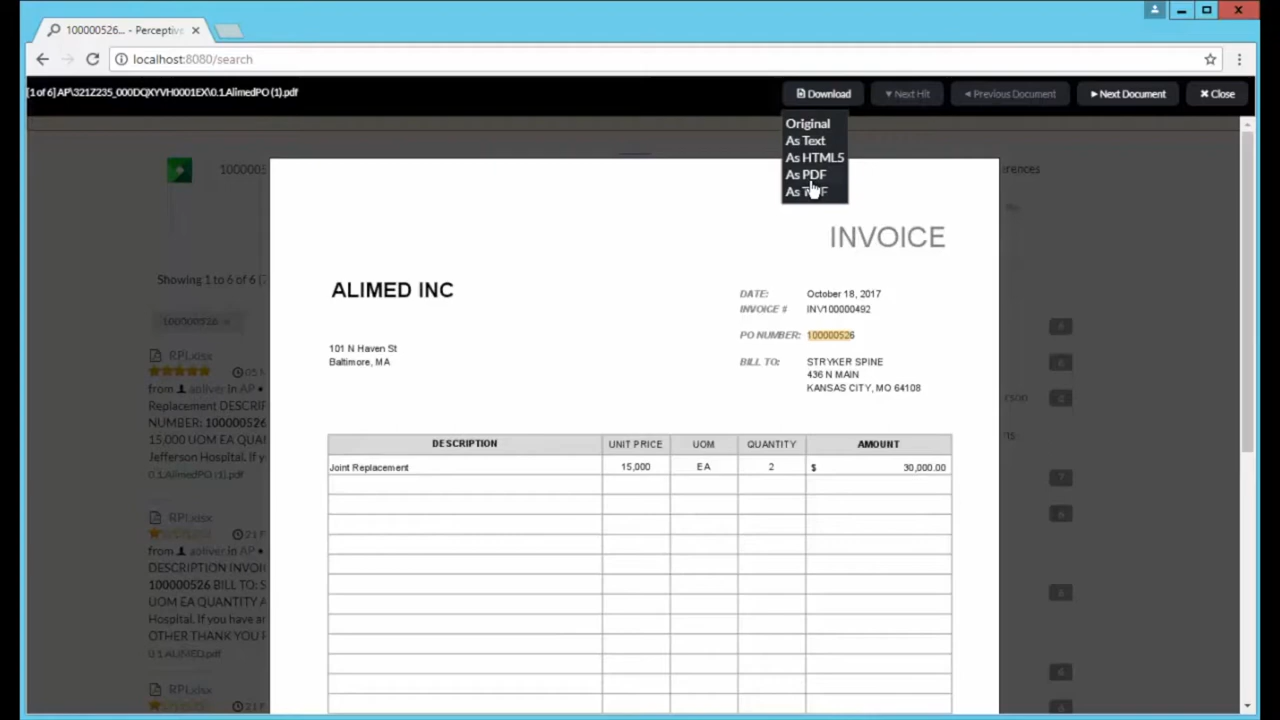 100000526... - Perceptive
localhost:8080/search
[1 of 6] AP\321Z235_000DQXYVH0001EX\0.1.AlimedPO (1).pdf
Download
Next Hit
Previous Document
Next Document
Close
Original
As Text
As HTML5
As PDF
As
INVOICE
ALIMED INC
DATE: October 18, 2017
INVOICE # INV100000492
PO NUMBER: 100000526
101 N Haven St
Baltimore, MA
BILL TO: STRYKER SPINE
436 N MAIN
KANSAS CITY, MO 64108
DESCRIPTION UNIT PRICE UOM QUANTITY AMOUNT
Joint Replacement 15,000 EA 2 $ 30,000.00
Showing 1 to 6 of 6
100000526
RPI.xlsx
from aoliver in AP •
Replacement DESCRIP
NUMBER: 100000526
15,000 UOM EA QUA
Jefferson Hospital. If y
0.1.AlimedPO (1).pdf
RPI.xlsx
21 F
from aoliver in AP •
DESCRIPTION INVOI
100000526 BILL TO: S
UOM EA QUANTITY A
Hospital. If you have ar
OTHER THANK YOU F
0.1.ALIMED.pdf
RPI.xlsx
21 F